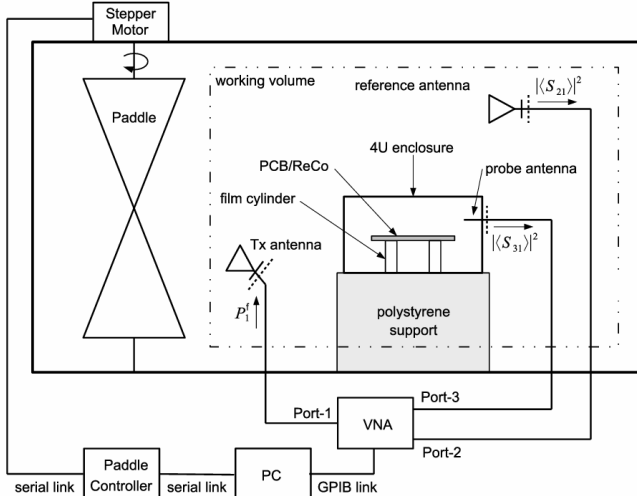 Stepper
Motor
working volume
reference antenna
|⟨S₂₁⟩|²
Paddle
4U enclosure
PCB/ReCo
probe antenna
film cylinder
|⟨S₃₁⟩|²
Tx antenna
P₁ᶠ
polystyrene
support
Port-1
Port-3
VNA
Port-2
Paddle
Controller
PC
serial link
serial link
GPIB link